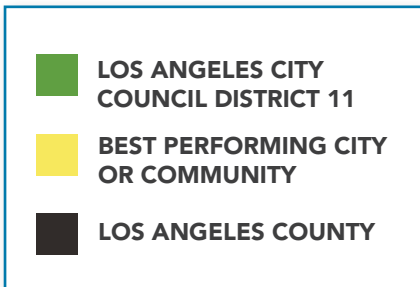 LOS ANGELES CITY
COUNCIL DISTRICT 11
BEST PERFORMING CITY
OR COMMUNITY
LOS ANGELES COUNTY